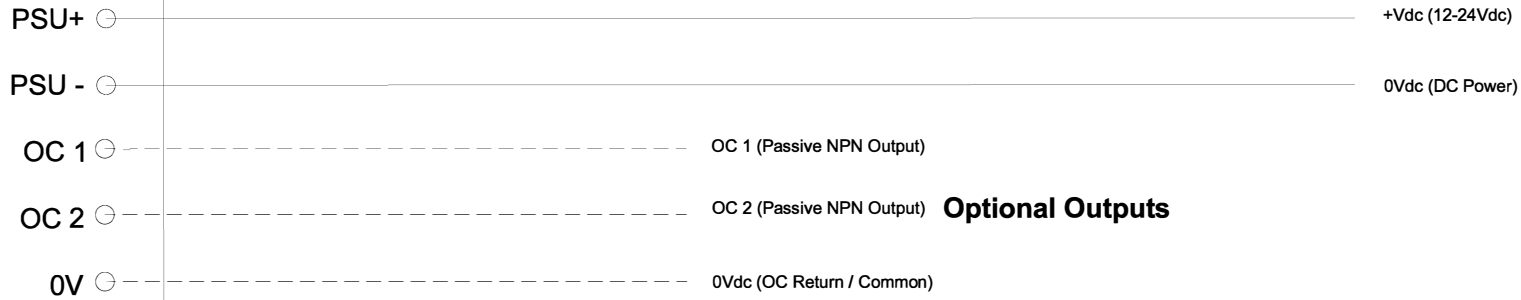 PSU+ +Vdc (12-24Vdc)
PSU - 0Vdc (DC Power)
OC 1 OC 1 (Passive NPN Output)
OC 2 OC 2 (Passive NPN Output) Optional Outputs
0V 0Vdc (OC Return / Common)